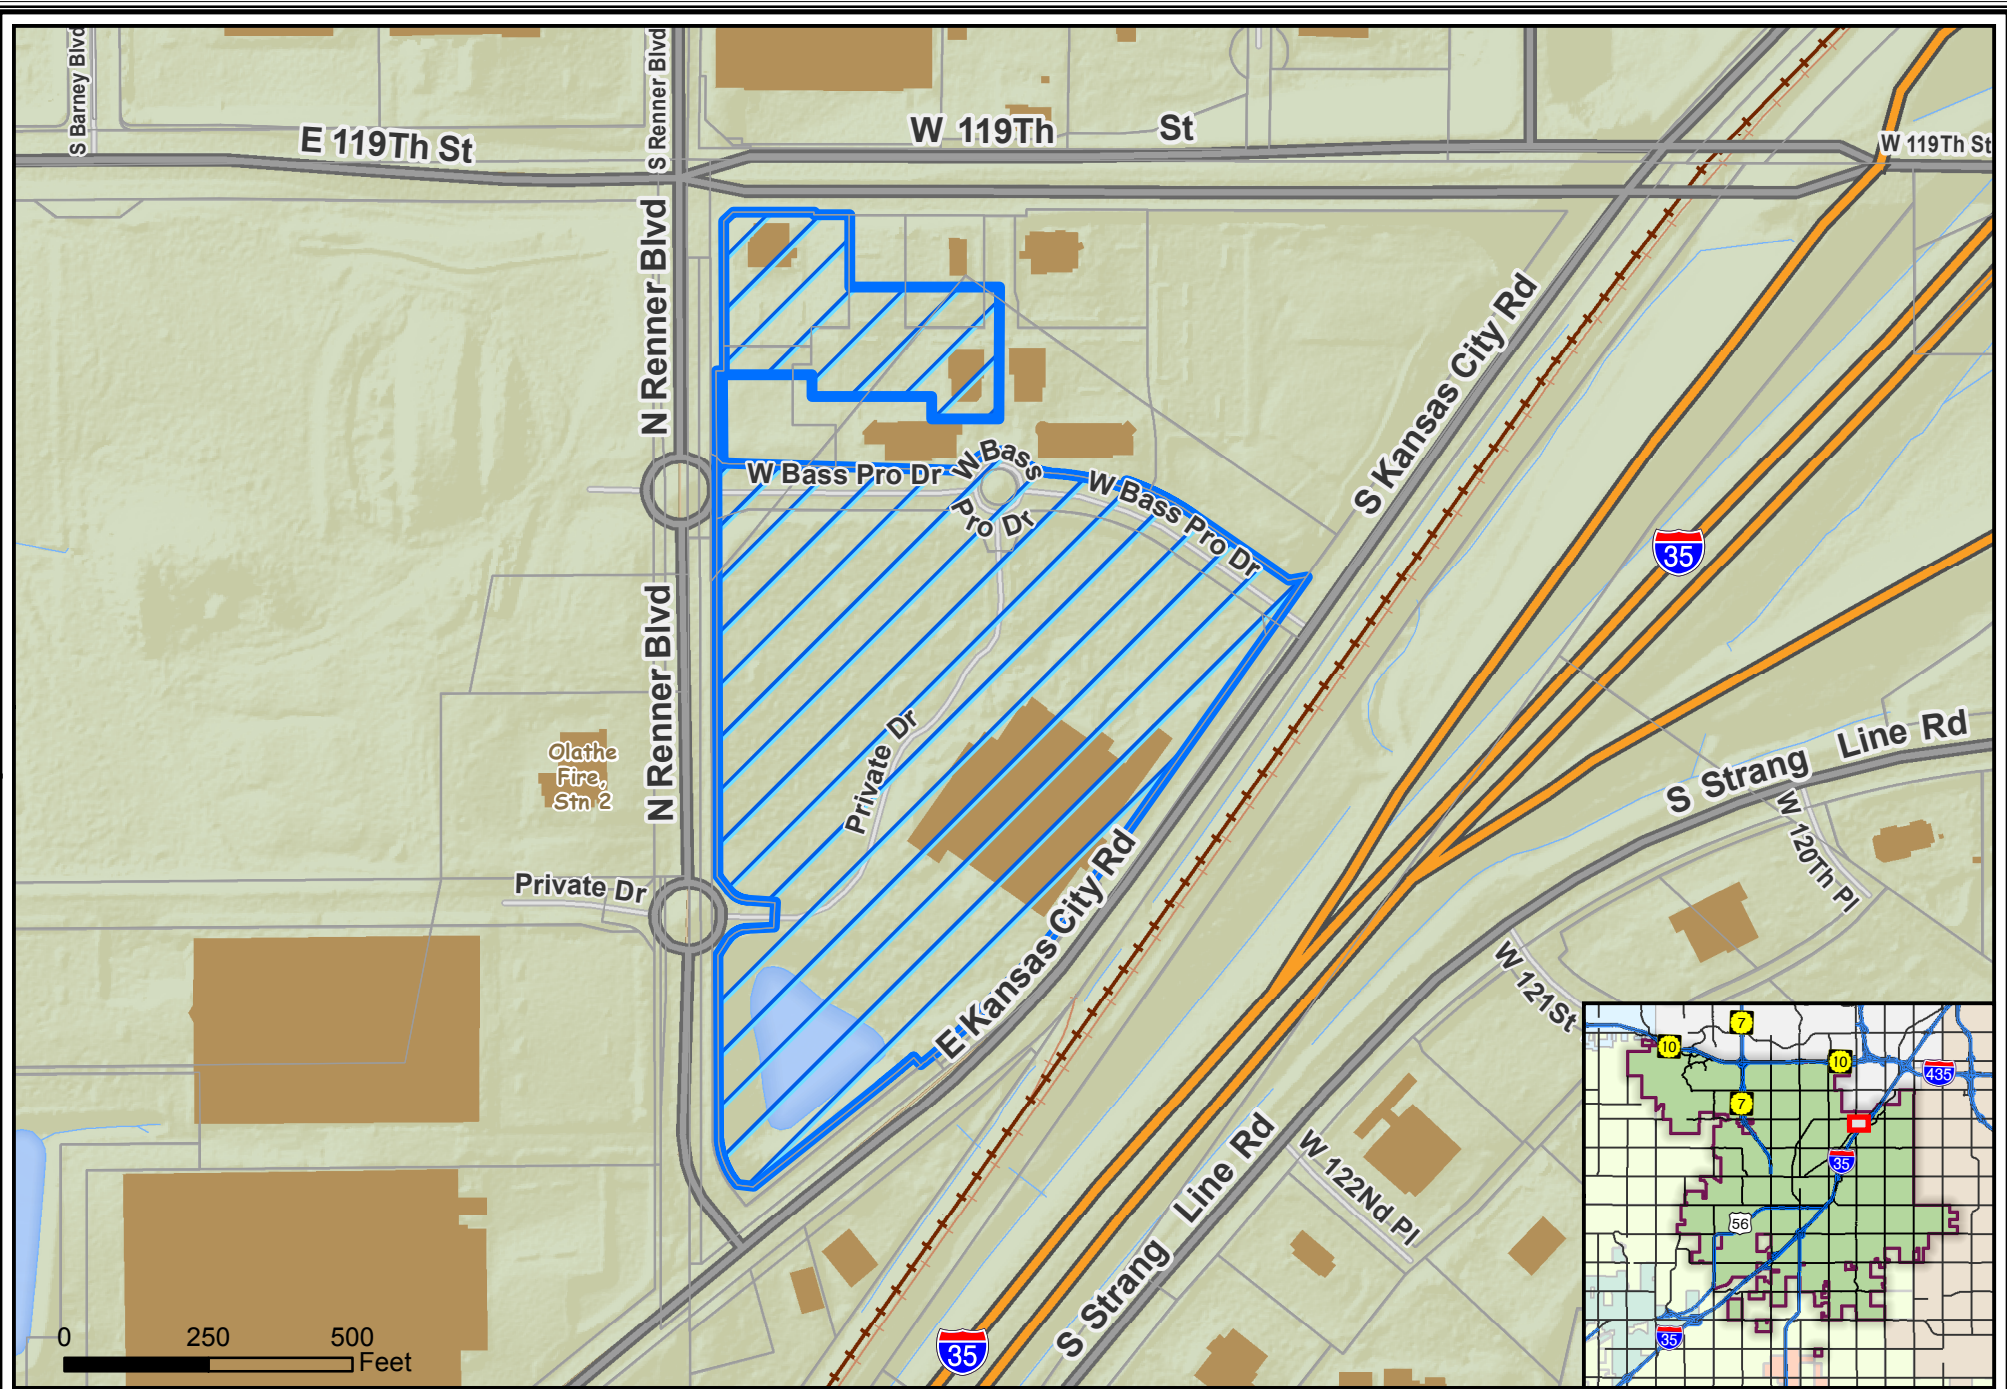 S Barney Blvd
S Renner Blvd
E 119Th St
W 119Th St
W 119Th St
N Renner Blvd
S Kansas City Rd
W Bass Pro Dr
W Bass
Pro Dr
W Bass Pro Dr
35
N Renner Blvd
Olathe
Fire,
Stn 2
Private Dr
S Strang Line Rd
W 120Th Pl
Private Dr
E Kansas City Rd
W 121St
W 122Nd Pl
S Strang Line Rd
35
0 250 500
Feet
7
10
10
435
7
35
56
35